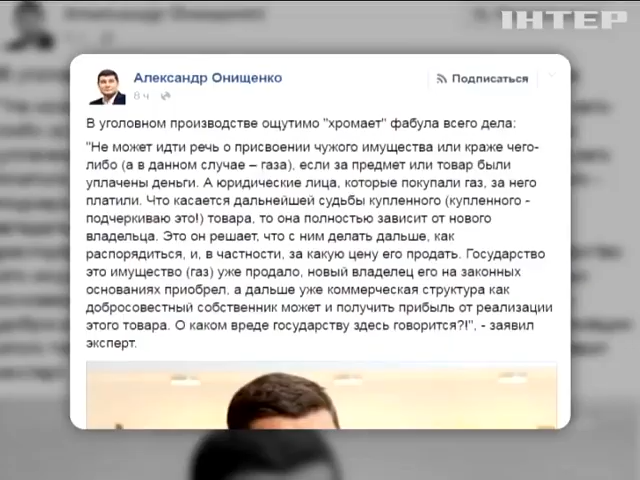 ІНТЕР
Александр Онищенко
8 ч.
Подписаться
В уголовном производстве ощутимо "хромает" фабула всего дела:
"Не может идти речь о присвоении чужого имущества или краже чего-
либо (а в данном случае – газа), если за предмет или товар были
уплачены деньги. А юридические лица, которые покупали газ, за него
платили. Что касается дальнейшей судьбы купленного (купленного -
подчеркиваю это!) товара, то она полностью зависит от нового
владельца. Это он решает, что с ним делать дальше, как
распорядиться, и, в частности, за какую цену его продать. Государство
это имущество (газ) уже продало, новый владелец его на законных
основаниях приобрел, а дальше уже коммерческая структура как
добросовестный собственник может и получить прибыль от реализации
этого товара. О каком вреде государству здесь говорится?!", - заявил
эксперт.